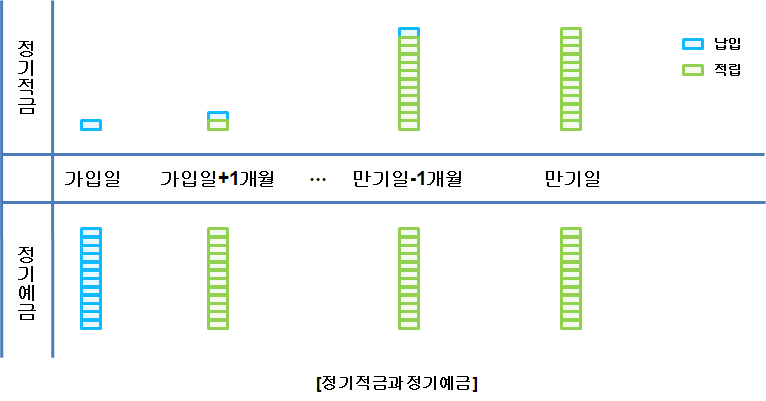 정기적금
납입
적립
가입일 가입일+1개월 ··· 만기일-1개월 만기일
정기예금
[정기적금과 정기예금]